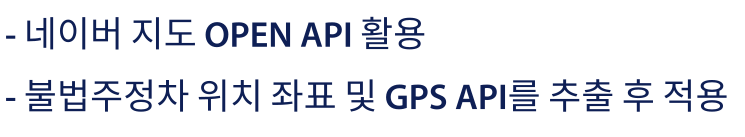 - 네이버 지도 OPEN API 활용
- 불법주정차 위치 좌표 및 GPS API를 추출 후 적용